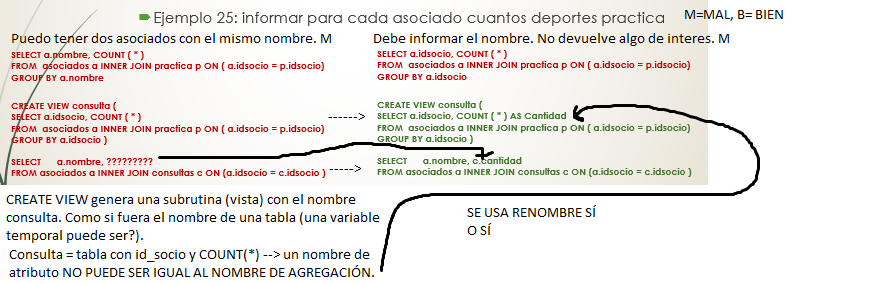 Ejemplo 25: informar para cada asociado cuantos deportes practica
M=MAL, B= BIEN
Puedo tener dos asociados con el mismo nombre. M
SELECT a.nombre, COUNT ( * )
FROM asociados a INNER JOIN practica p ON ( a.idsocio = p.idsocio)
GROUP BY a.nombre
Debe informar el nombre. No devuelve algo de interes. M
SELECT a.idsocio, COUNT ( * )
FROM asociados a INNER JOIN practica p ON ( a.idsocio = p.idsocio)
GROUP BY a.idsocio
CREATE VIEW consulta (
SELECT a.idsocio, COUNT ( * )
FROM asociados a INNER JOIN practica p ON ( a.idsocio = p.idsocio)
GROUP BY a.idsocio )
------>
CREATE VIEW consulta (
SELECT a.idsocio, COUNT ( * ) AS Cantidad
FROM asociados a INNER JOIN practica p ON ( a.idsocio = p.idsocio)
GROUP BY a.idsocio )
SELECT a.nombre, ?????????
FROM asociados a INNER JOIN consultas c ON (a.idsocio = c.idsocio )
----->
SELECT a.nombre, c.cantidad
FROM asociados a INNER JOIN consultas c ON (a.idsocio = c.idsocio )
CREATE VIEW genera una subrutina (vista) con el nombre
consulta. Como si fuera el nombre de una tabla (una variable
temporal puede ser?).
Consulta = tabla con id_socio y COUNT(*) --> un nombre de
atributo NO PUEDE SER IGUAL AL NOMBRE DE AGREGACIÓN.
SE USA RENOMBRE SÍ
O SÍ